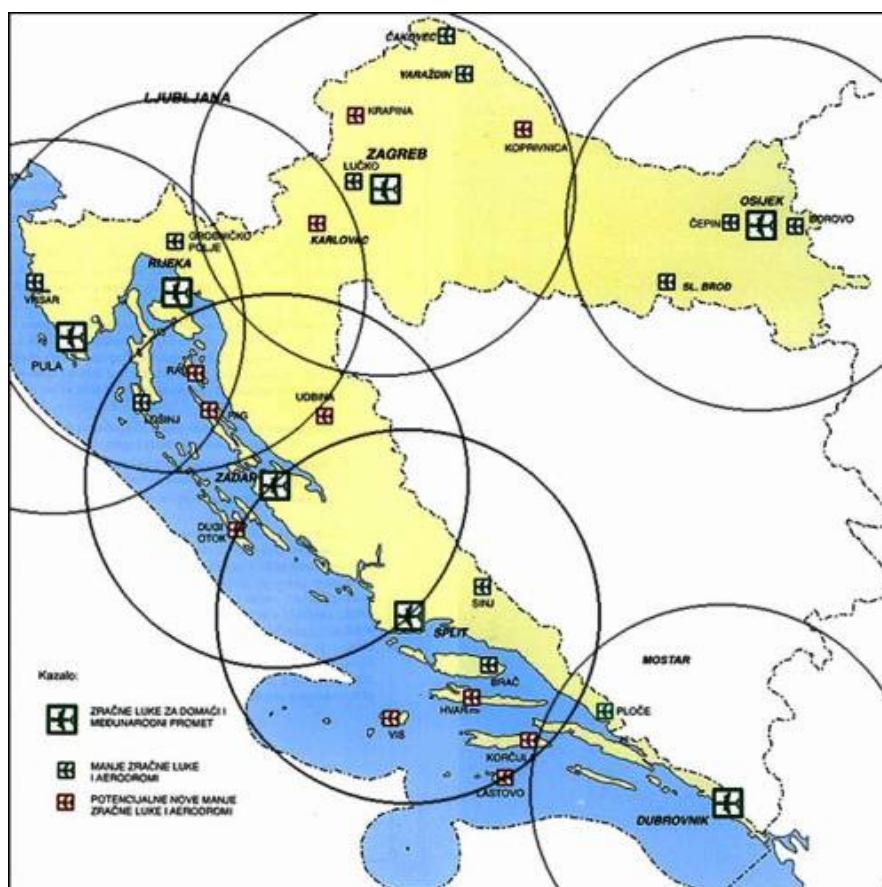 ČAKOVEC
VARAŽDIN
LJUBLJANA
KRAPINA
KOPRIVNICA
ZAGREB
LUČKO
KARLOVAC
OSIJEK
ČEPIN
BOROVO
SL. BROD
GROBNIČKO
POLJE
RIJEKA
VRSAR
PULA
RAB
LOŠINJ
PAG
UDBINA
ZADAR
DUGI
OTOK
SINJ
SPLIT
MOSTAR
BRAČ
HVAR
PLOČE
VIS
KORČULA
LASTOVO
DUBROVNIK
Kazalo:
ZRAČNE LUKE ZA DOMAĆI I
MEĐUNARODNI PROMET
MANJE ZRAČNE LUKE
I AERODROMI
POTENCIJALNE NOVE MANJE
ZRAČNE LUKE I AERODROMI